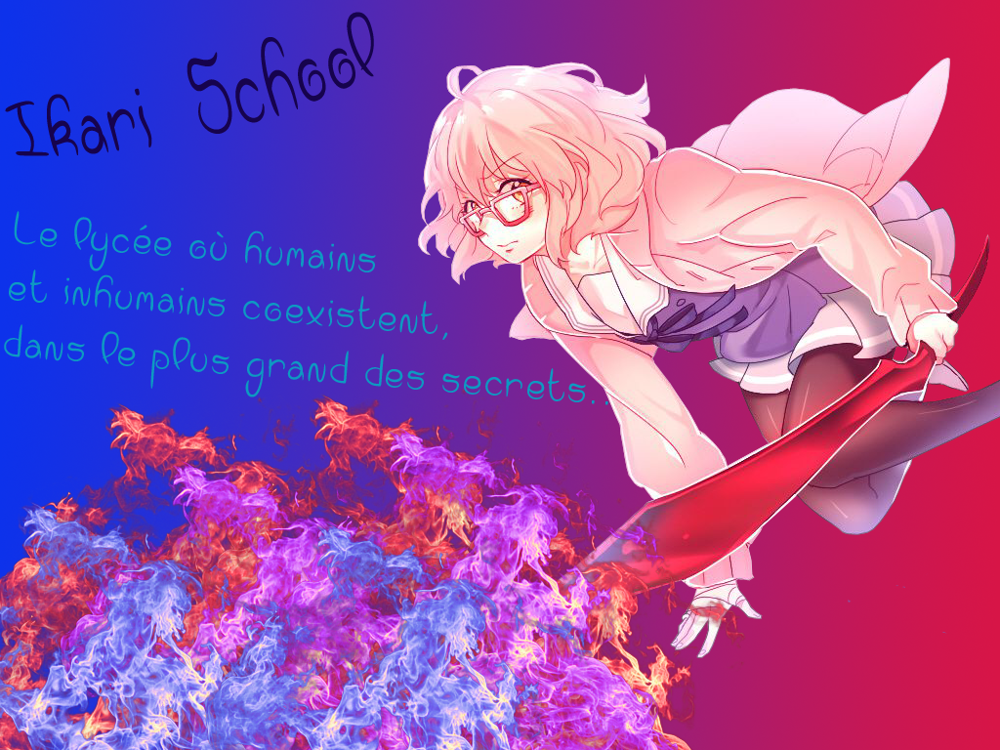 Ikari School
Le lycée où humains
et inhumains coexistent,
dans le plus grand des secrets...